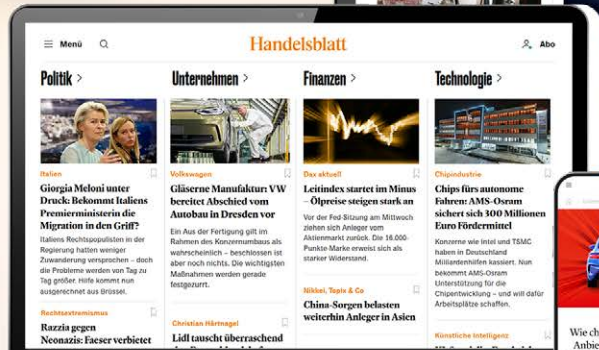 Menü
Handelsblatt
Abo
Politik >
Unternehmen >
Finanzen >
Technologie >
Italien
Giorgia Meloni unter
Druck: Bekommt Italiens
Premierministerin die
Migration in den Griff?
Italiens Rechtspopulisten in der
Regierung hatten weniger
Zuwanderung versprochen – doch
die Probleme werden von Tag zu
Tag größer. Hilfe kommt nun
ausgerechnet aus Brüssel.
Rechtsextremismus
Razzia gegen
Neonazis: Faeser verbietet
Volkswagen
Gläserne Manufaktur: VW
bereitet Abschied vom
Autobau in Dresden vor
Ein Aus der Fertigung gilt im
Rahmen des Konzernumbaus als
wahrscheinlich – beschlossen ist
aber noch nichts. Die wichtigsten
Maßnahmen werden gerade
festgezurrt.
Christian Härtnagel
Lidl tauscht überraschend
Dax aktuell
Leitindex startet im Minus
– Ölpreise steigen stark an
Vor der Fed-Sitzung am Mittwoch
ziehen sich Anleger vom
Aktienmarkt zurück. Die 16.000-
Punkte-Marke erweist sich als
starker Widerstand.
Nikkei, Topix & Co
China-Sorgen belasten
weiterhin Anleger in Asien
Chipindustrie
Chips fürs autonome
Fahren: AMS-Osram
sichert sich 300 Millionen
Euro Fördermittel
Konzerne wie Intel und TSMC
haben in Deutschland
Milliardenhilfen kassiert. Nun
bekommt AMS-Osram
Unterstützung für die
Chipentwicklung – und will dafür
Arbeitsplätze schaffen.
Künstliche Intelligenz
Wie ch
Anbie